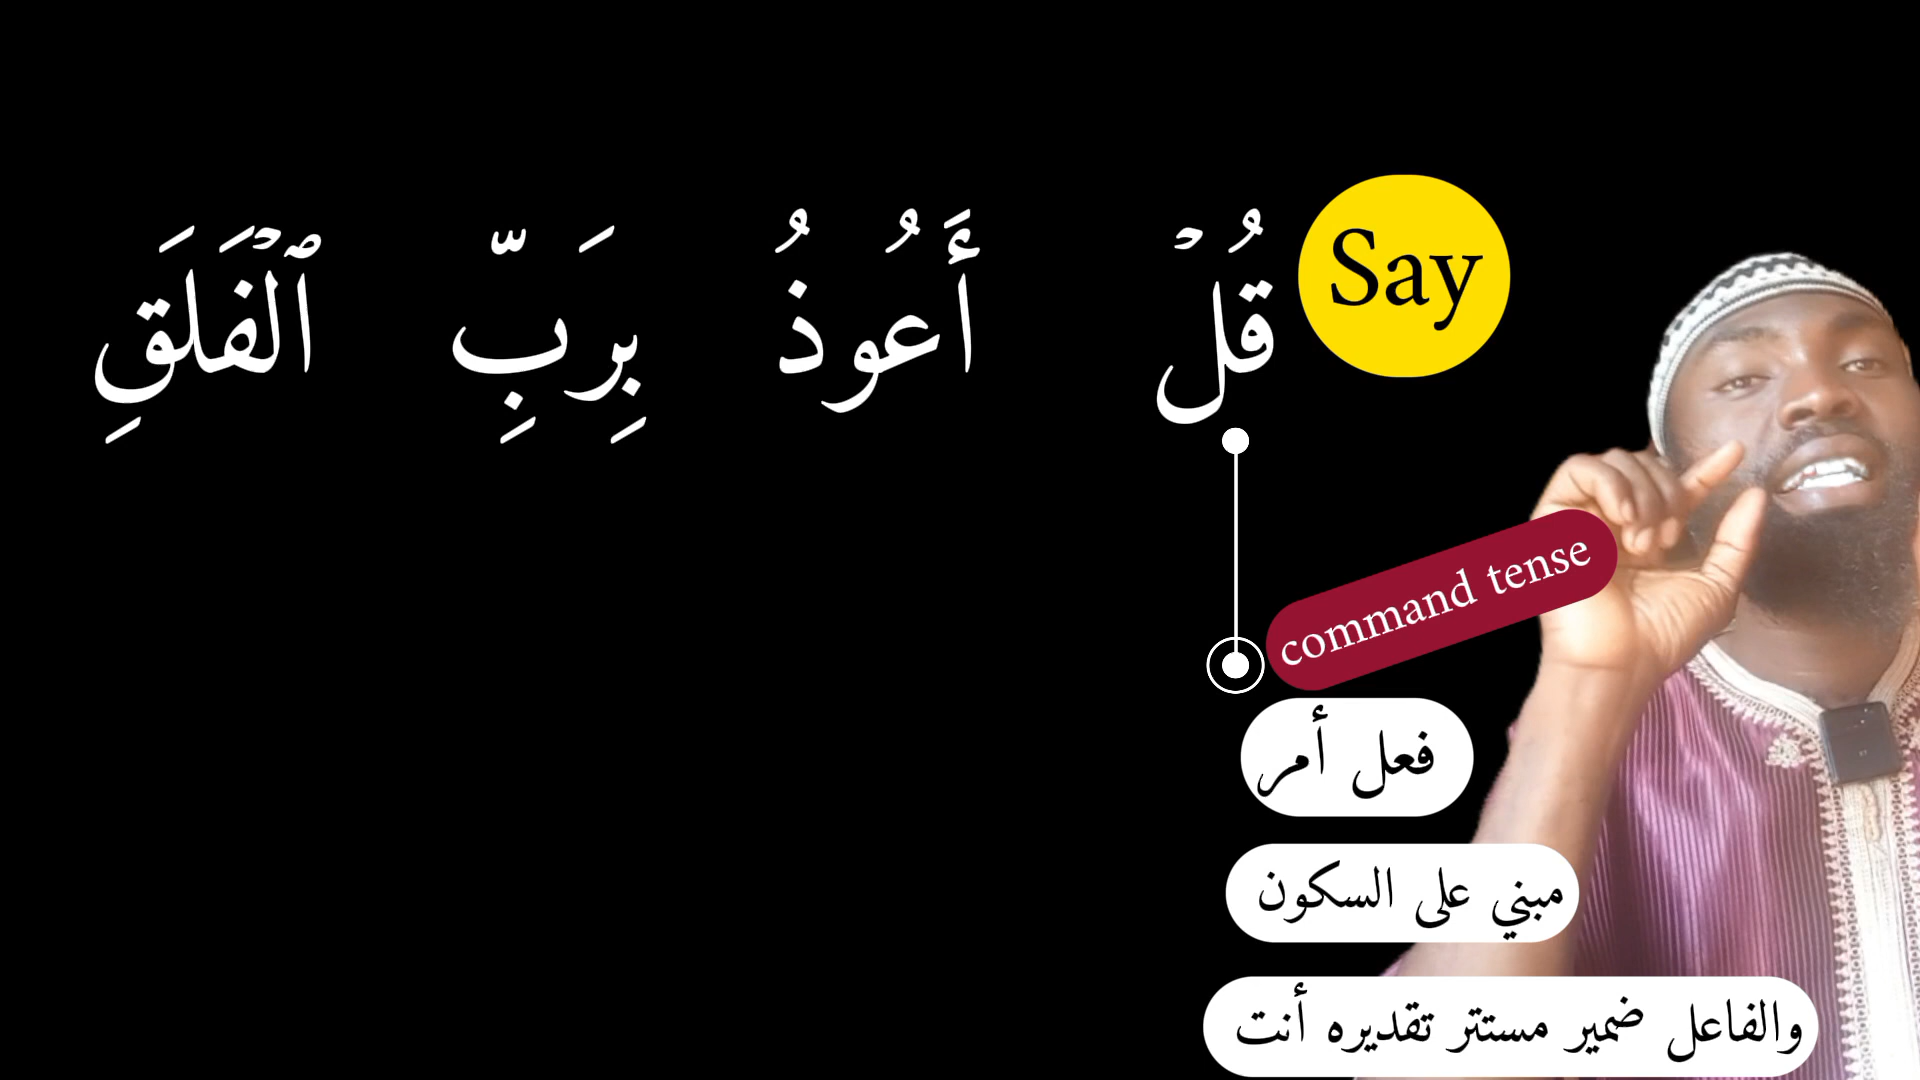 قُلۡ أَعُوذُ بِرَبِّ ٱلۡفَلَقِ
Say
command tense
فعل أمر
مبني على السكون
والفاعل ضمير مستتر تقديره أنت